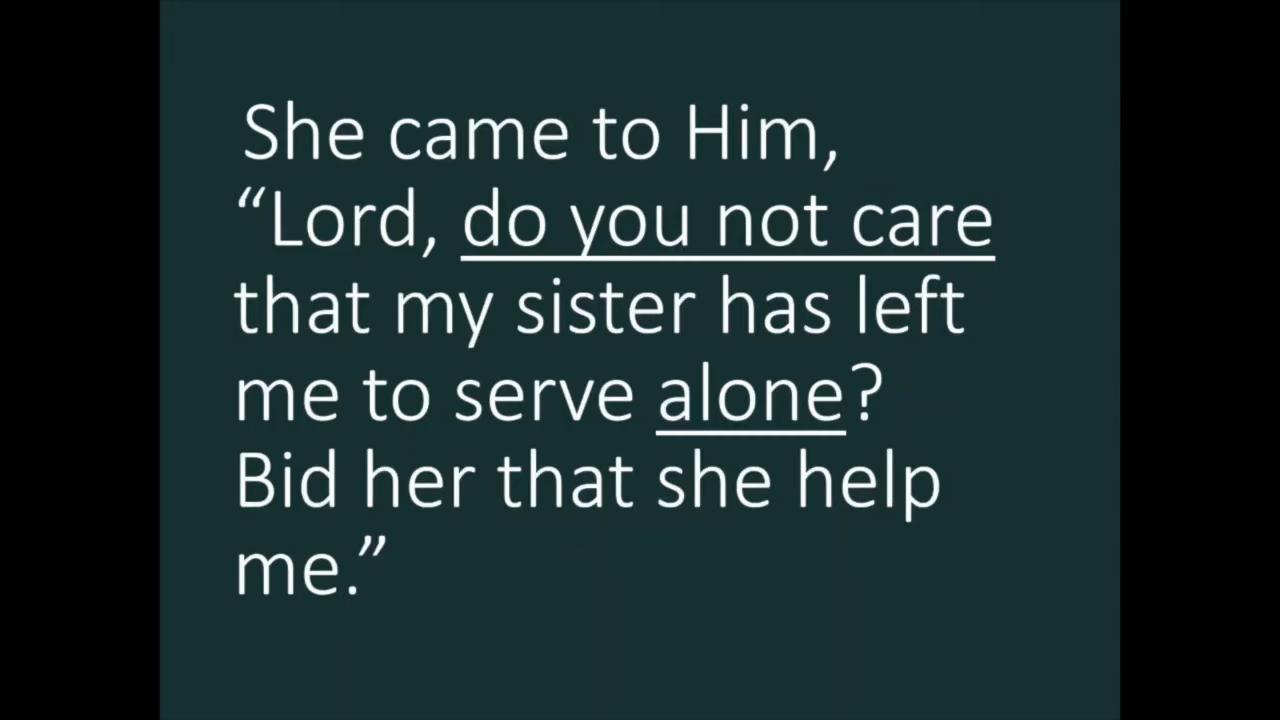 She came to Him,
“Lord, do you not care
that my sister has left
me to serve alone?
Bid her that she help
me.”